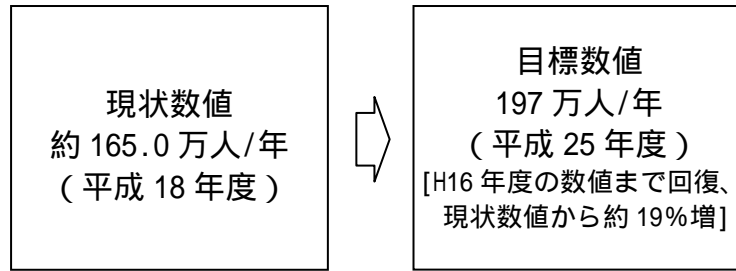 現状数値
約 165.0 万人/年
（平成 18 年度）
目標数値
197 万人/年
（平成 25 年度）
[H16 年度の数値まで回復、
現状数値から約 19%増]